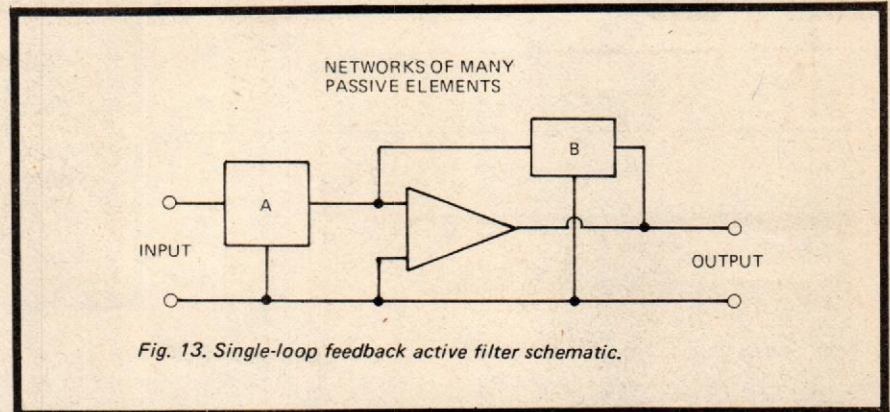 NETWORKS OF MANY
PASSIVE ELEMENTS
B
A
INPUT
OUTPUT
Fig. 13. Single-loop feedback active filter schematic.